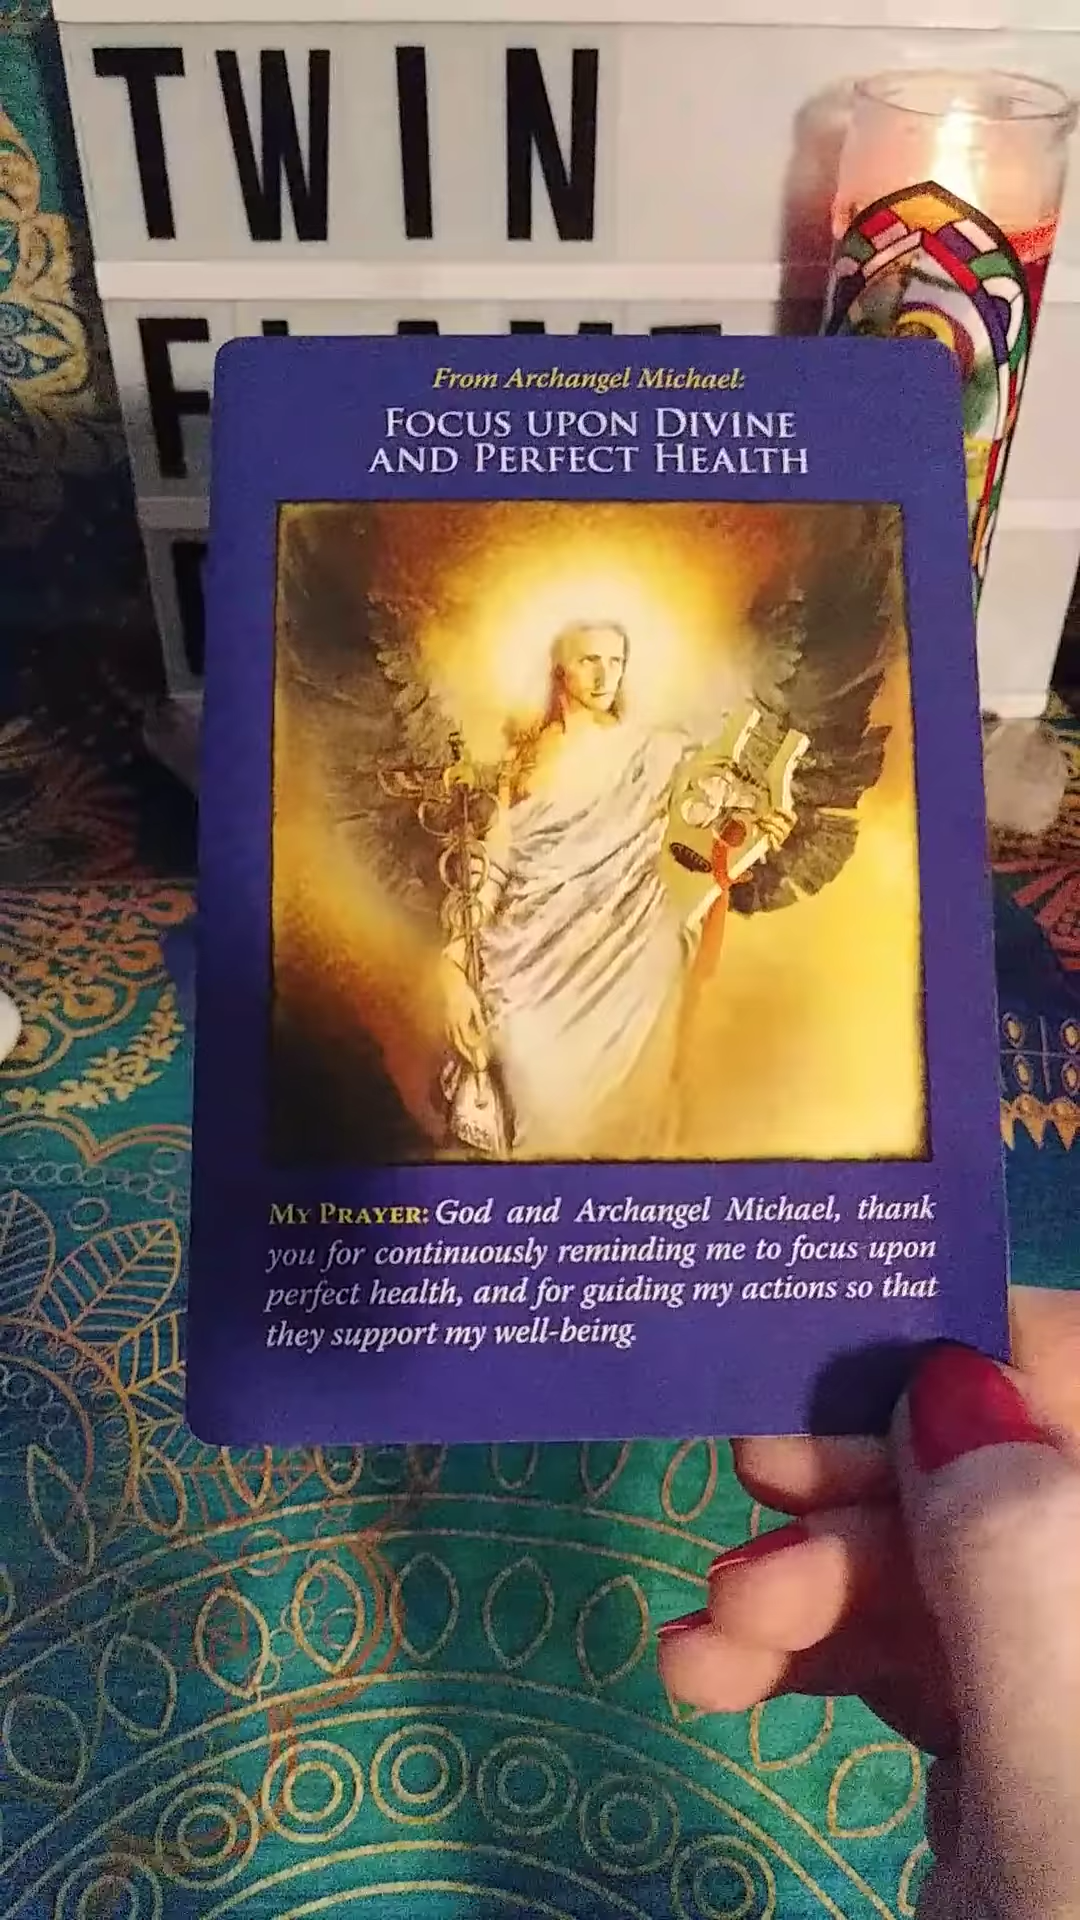 TWIN
From Archangel Michael:
FOCUS UPON DIVINE
AND PERFECT HEALTH
MY PRAYER: God and Archangel Michael, thank
you for continuously reminding me to focus upon
perfect health, and for guiding my actions so that
they support my well-being.